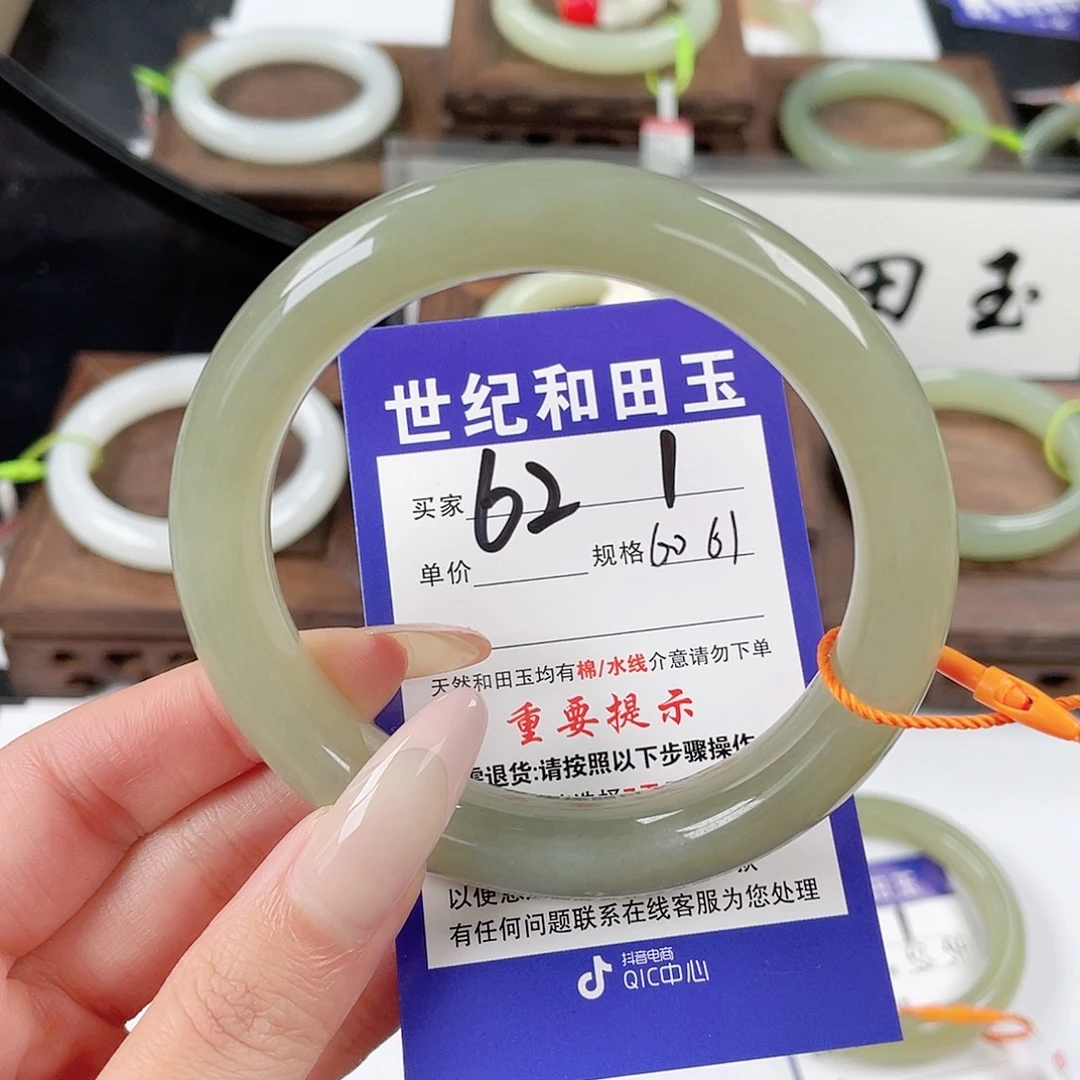 田 玉
世纪和田玉
买家 62 1
单价 规格 60 61
天然和田玉均有棉/水线介意请勿下单
重要提示
退货:请按照以下步骤操作
以便您
有任何问题联系在线客服为您处理
抖音电商
QIC中心